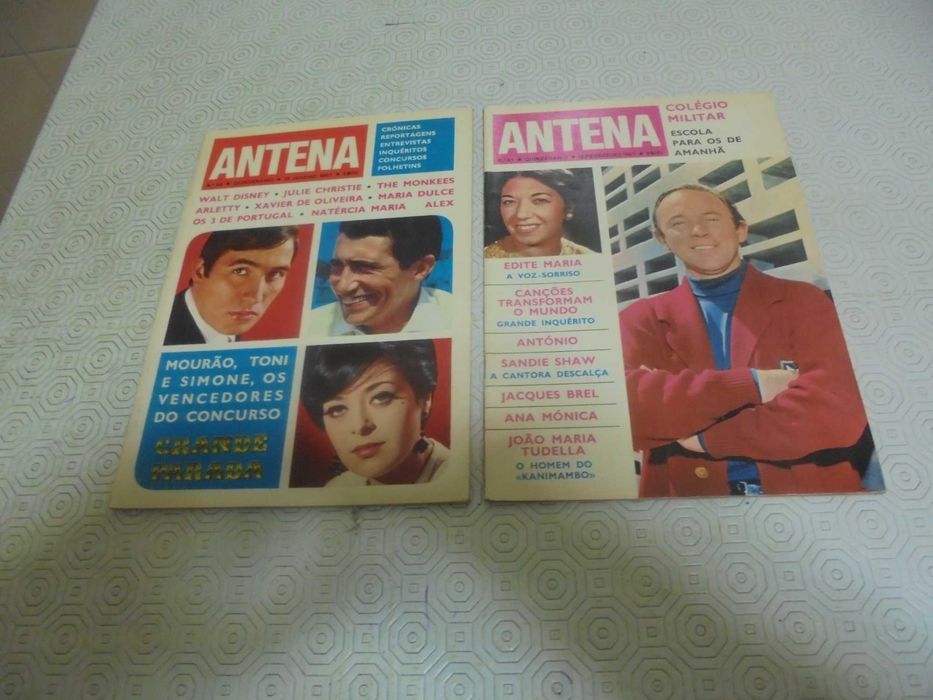 ANTENA
CRÓNICAS
REPORTAGENS
ENTREVISTAS
INQUÉRITOS
CONCURSOS
FOLHETINS
WALT DISNEY • JULIE CHRISTIE • THE MONKEES
ARLETTY • XAVIER DE OLIVEIRA • MARIA DULCE
OS 3 DE PORTUGAL • NATÉRCIA MARIA ALEX
MOURÃO, TONI
E SIMONE, OS
VENCEDORES
DO CONCURSO
GRANDE
PARADA
ANTENA
COLÉGIO
MILITAR
ESCOLA
PARA OS DE
AMANHÃ
EDITE MARIA
A VOZ-SORRISO
CANÇÕES
TRANSFORMAM
O MUNDO
GRANDE INQUÉRITO
ANTÓNIO
SANDIE SHAW
A CANTORA DESCALÇA
JACQUES BREL
ANA MÓNICA
JOÃO MARIA
TUDELLA
O HOMEM DO
«KANIMAMBO»